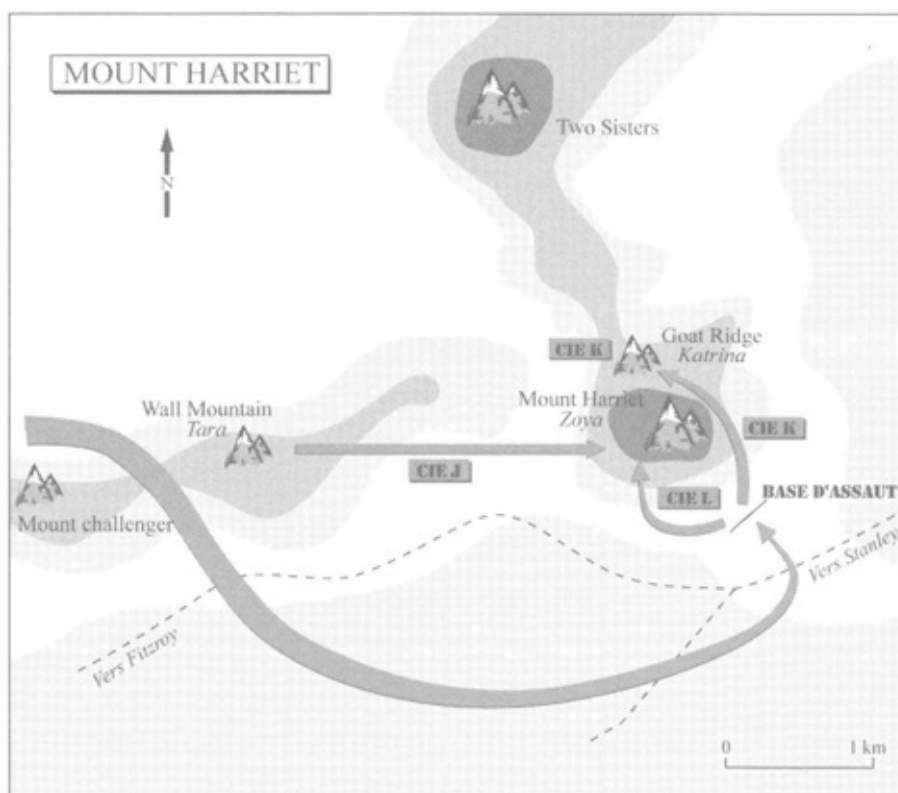 MOUNT HARRIET
N
Two Sisters
CIE K
Goat Ridge
Katrina
Wall Mountain
Tara
Mount Harriet
Zoya
CIE K
CIE J
CIE L
BASE D'ASSAUT
Mount challenger
Vers Stanley
Vers Fitzroy
0 1 km